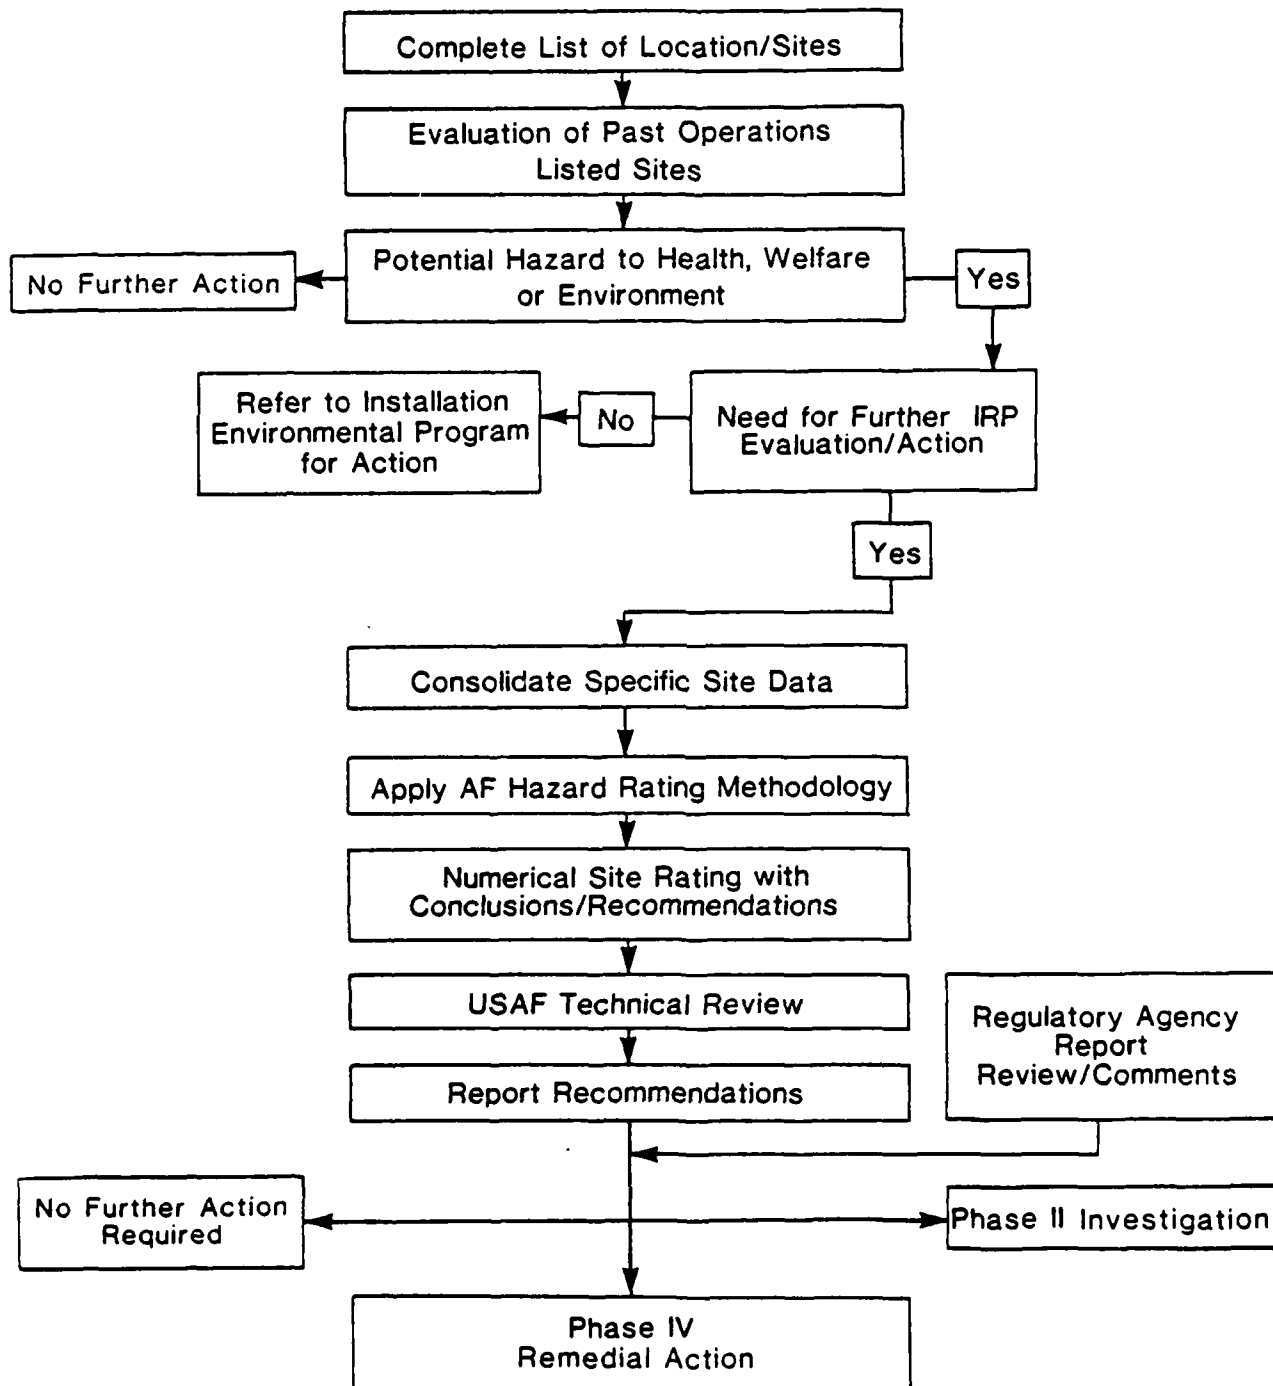 Complete List of Location/Sites
Evaluation of Past Operations
Listed Sites
Potential Hazard to Health, Welfare
or Environment
No Further Action
Yes
Refer to Installation
Environmental Program
for Action
No
Need for Further IRP
Evaluation/Action
Yes
Consolidate Specific Site Data
Apply AF Hazard Rating Methodology
Numerical Site Rating with
Conclusions/Recommendations
USAF Technical Review
Regulatory Agency
Report
Review/Comments
Report Recommendations
No Further Action
Required
Phase II Investigation
Phase IV
Remedial Action